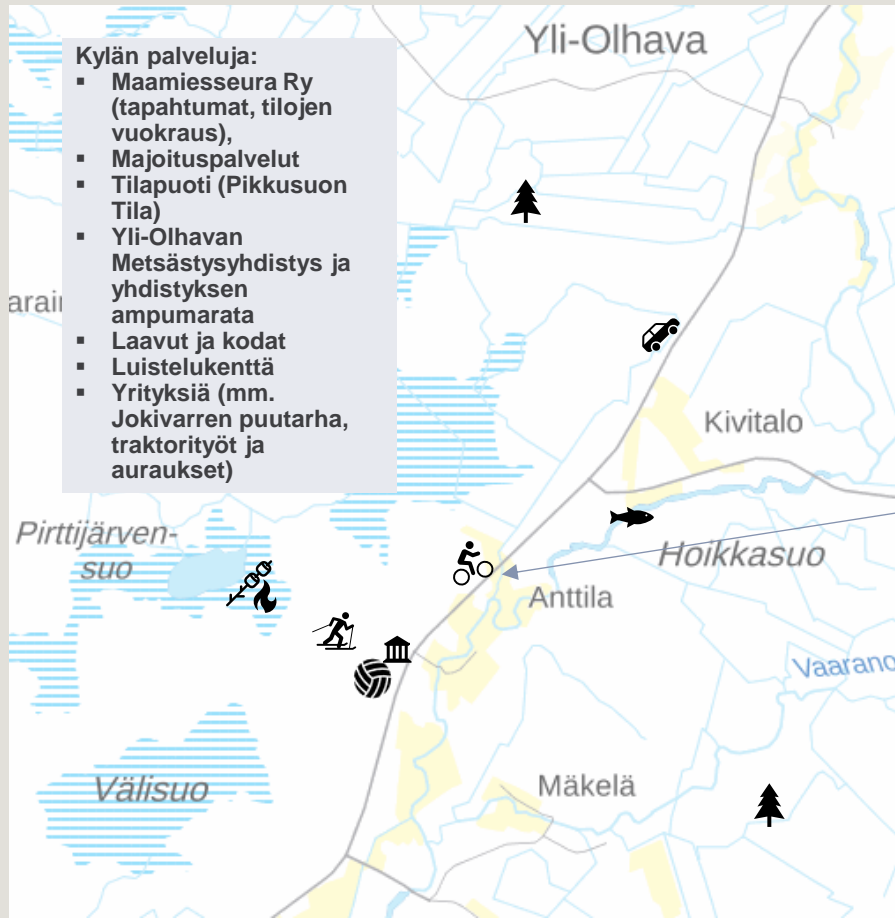 Yli-Olhava
Kylän palveluja:
▪ Maamiesseura Ry
(tapahtumat, tilojen
vuokraus),
▪ Majoituspalvelut
▪ Tilapuoti (Pikkusuon
Tila)
▪ Yli-Olhavan
Metsästysyhdistys ja
yhdistyksen
ampumarata
▪ Laavut ja kodat
▪ Luistelukenttä
▪ Yrityksiä (mm.
Jokivarren puutarha,
traktorityöt ja
auraukset)
Kivitalo
Pirttijärven-
suo
Hoikkasuo
Anttila
Vaarano
Välisuo
Mäkelä